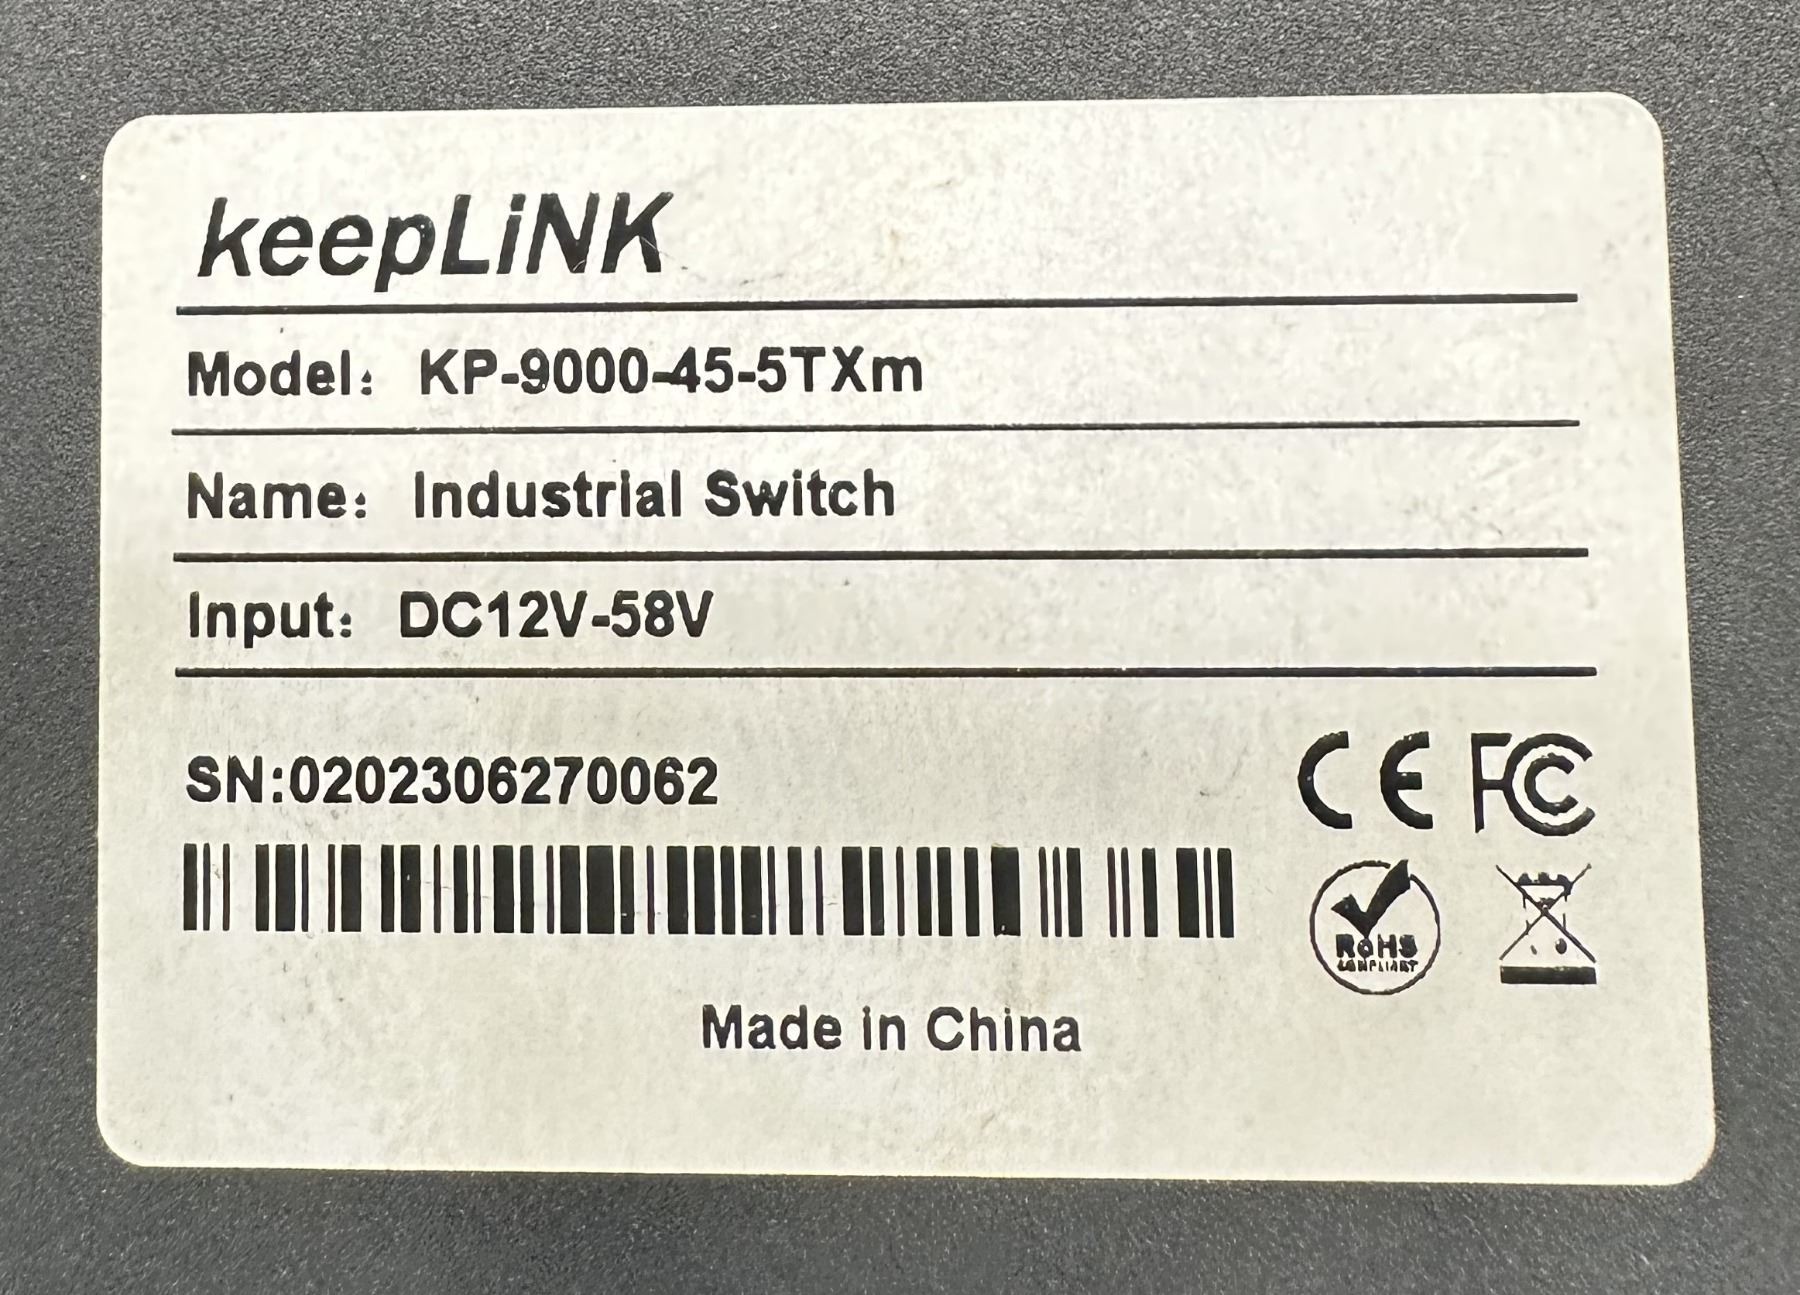 keepLiNK
Model: KP-9000-45-5TXm
Name: Industrial Switch
Input: DC12V-58V
SN:0202306270062
CE FC
RoHS
COMPLIANT
Made in China